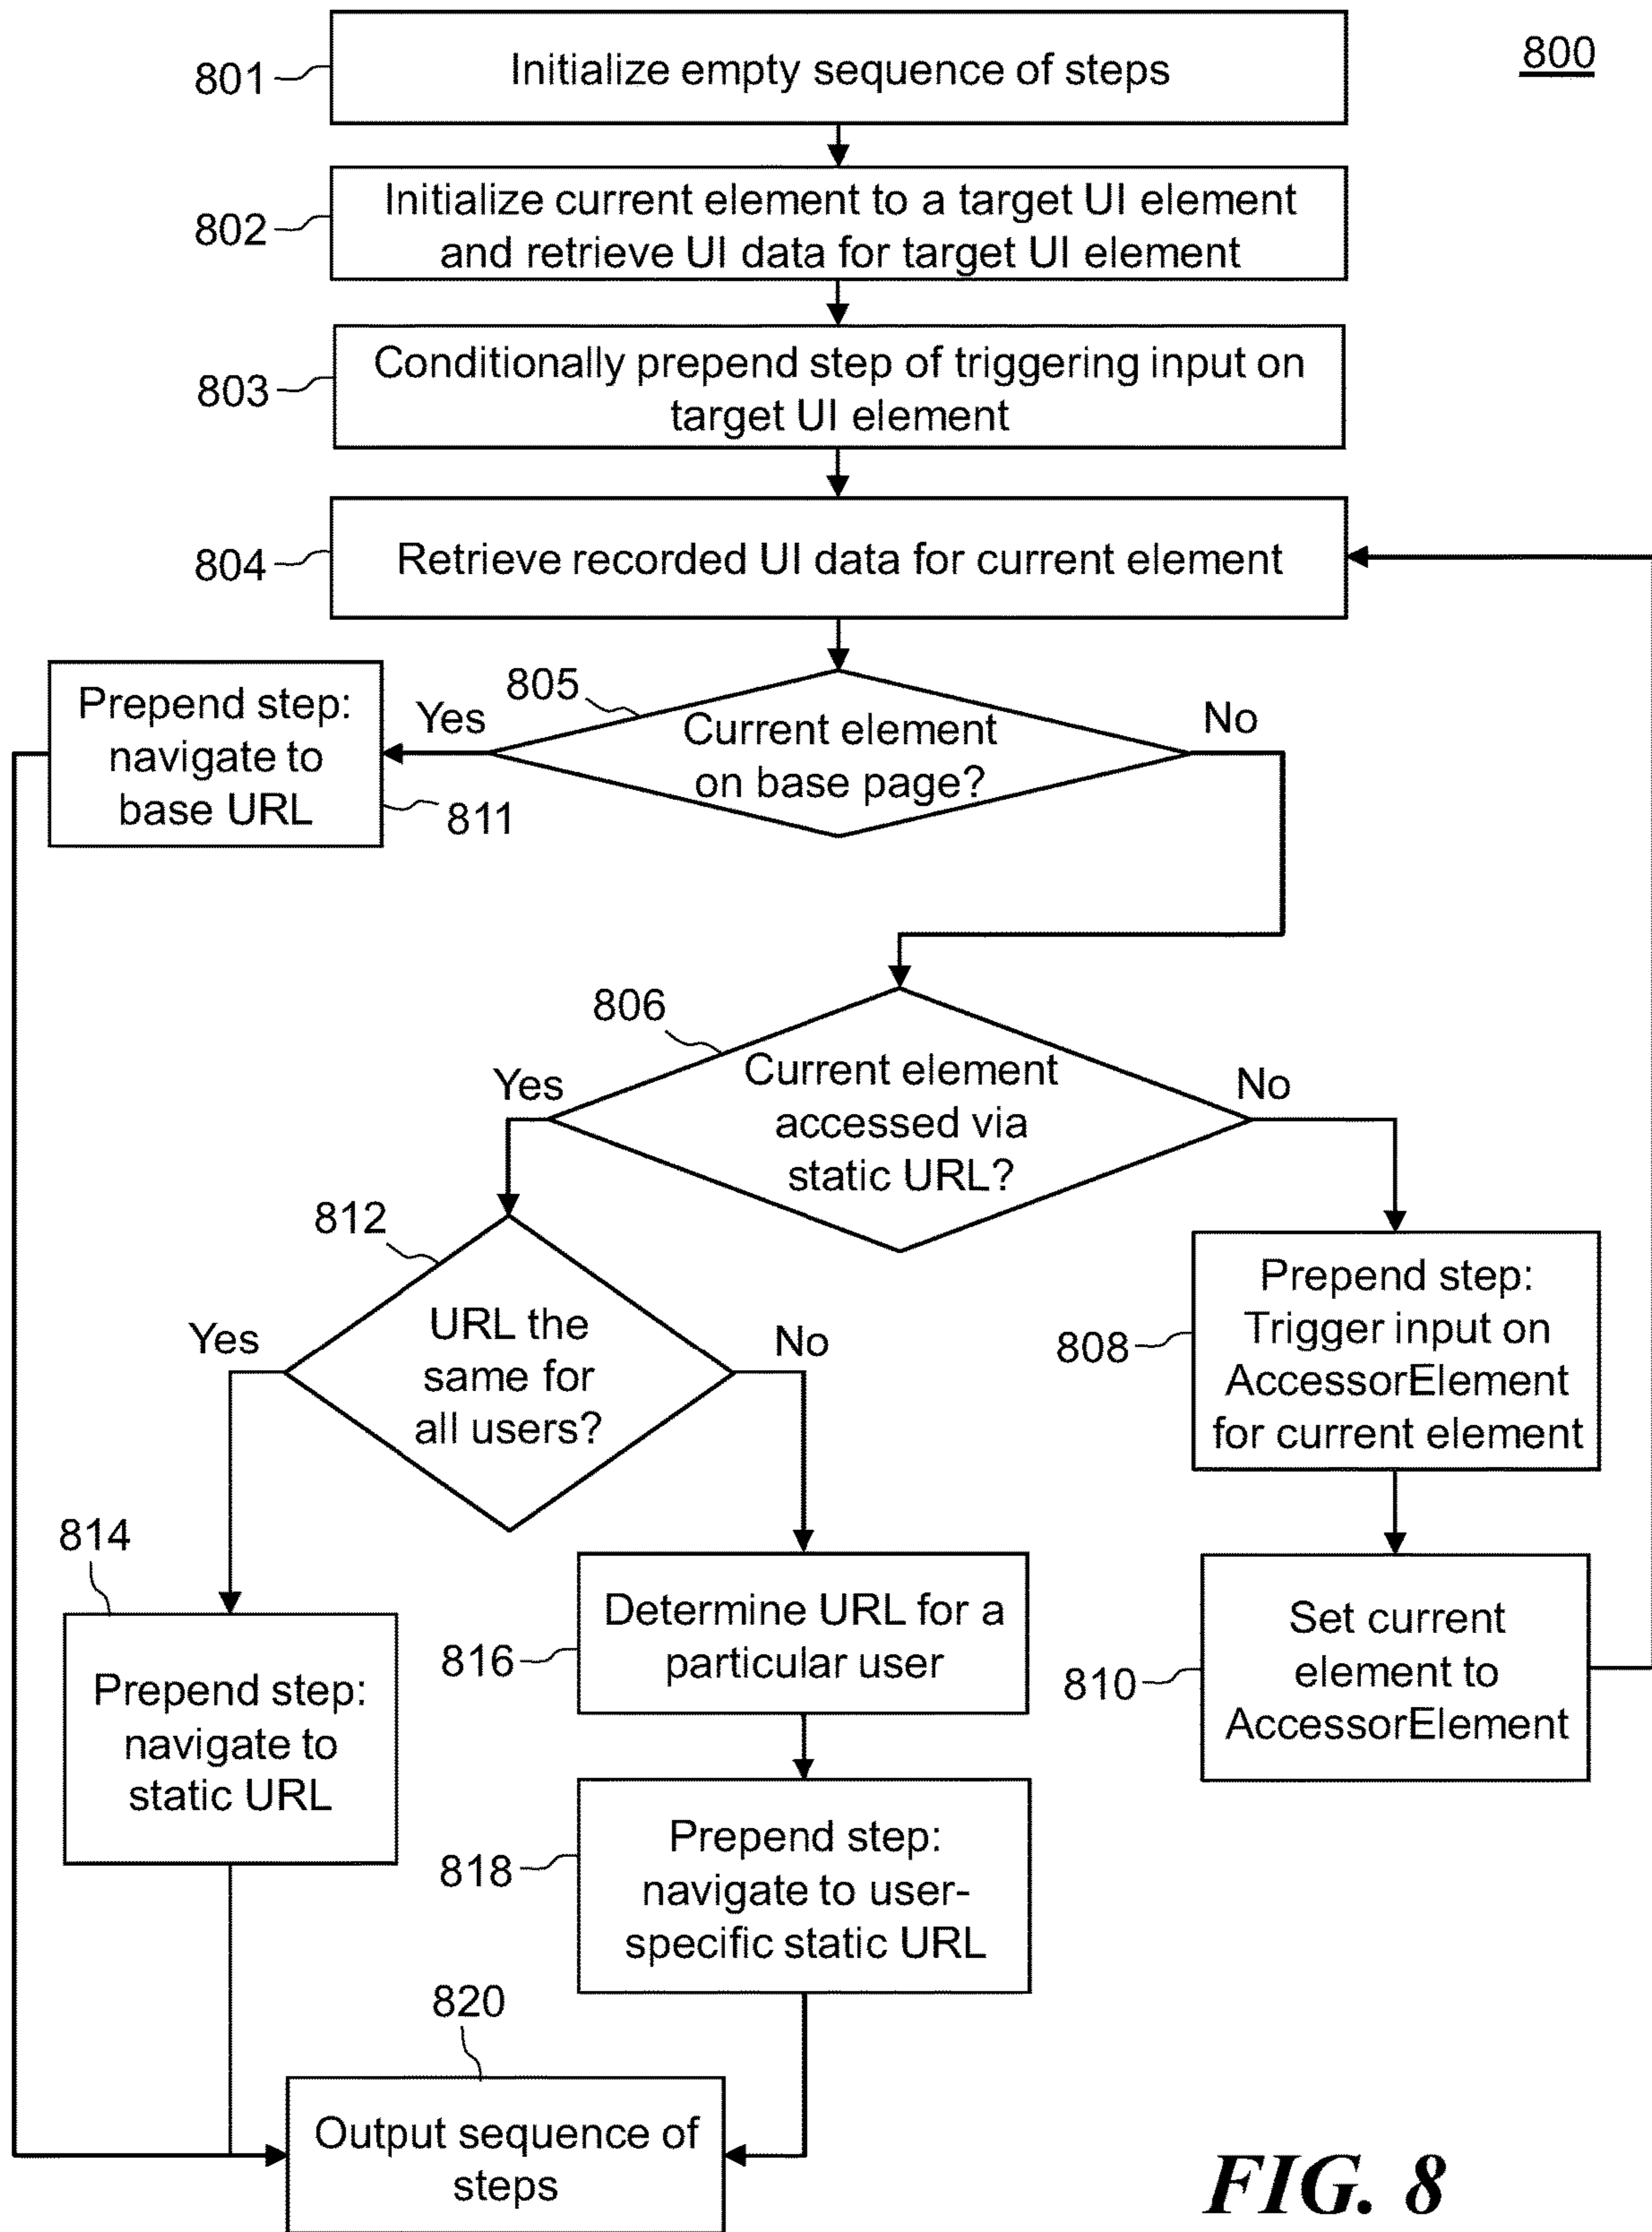 800
801
Initialize empty sequence of steps
802
Initialize current element to a target UI element
and retrieve UI data for target UI element
803
Conditionally prepend step of triggering input on
target UI element
804
Retrieve recorded UI data for current element
805
Current element
on base page?
Yes
No
Prepend step:
navigate to
base URL
811
806
Current element
accessed via
static URL?
Yes
No
812
URL the
same for
all users?
Yes
No
808
Prepend step:
Trigger input on
AccessorElement
for current element
814
Prepend step:
navigate to
static URL
816
Determine URL for a
particular user
810
Set current
element to
AccessorElement
818
Prepend step:
navigate to user-
specific static URL
820
Output sequence of
steps
FIG. 8